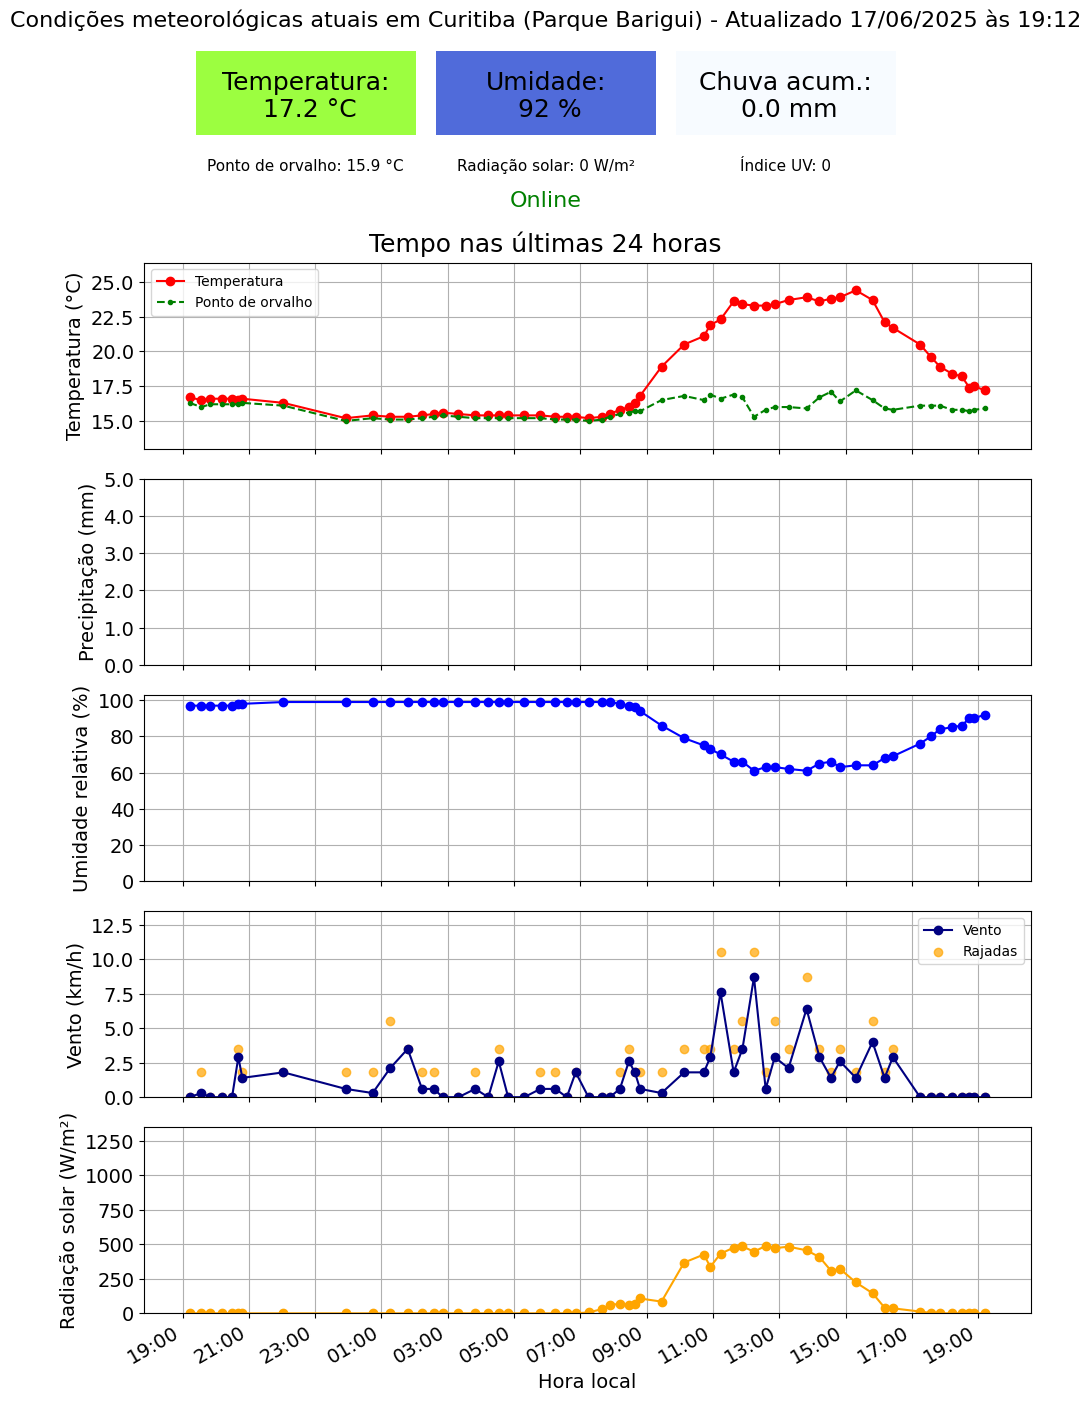 Condições meteorológicas atuais em Curitiba (Parque Barigui) - Atualizado 17/06/2025 às 19:12
Temperatura:
17.2 °C
Umidade:
92 %
Chuva acum.:
0.0 mm
Ponto de orvalho: 15.9 °C
Radiação solar: 0 W/m²
Índice UV: 0
Online
Tempo nas últimas 24 horas
Temperatura (°C)
25.0
22.5
20.0
17.5
15.0
Temperatura
Ponto de orvalho
Precipitação (mm)
5.0
4.0
3.0
2.0
1.0
0.0
Umidade relativa (%)
100
80
60
40
20
0
Vento (km/h)
12.5
10.0
7.5
5.0
2.5
0.0
Vento
Rajadas
Radiação solar (W/m²)
1250
1000
750
500
250
0
19:00
21:00
23:00
01:00
03:00
05:00
07:00
09:00
11:00
13:00
15:00
17:00
19:00
Hora local